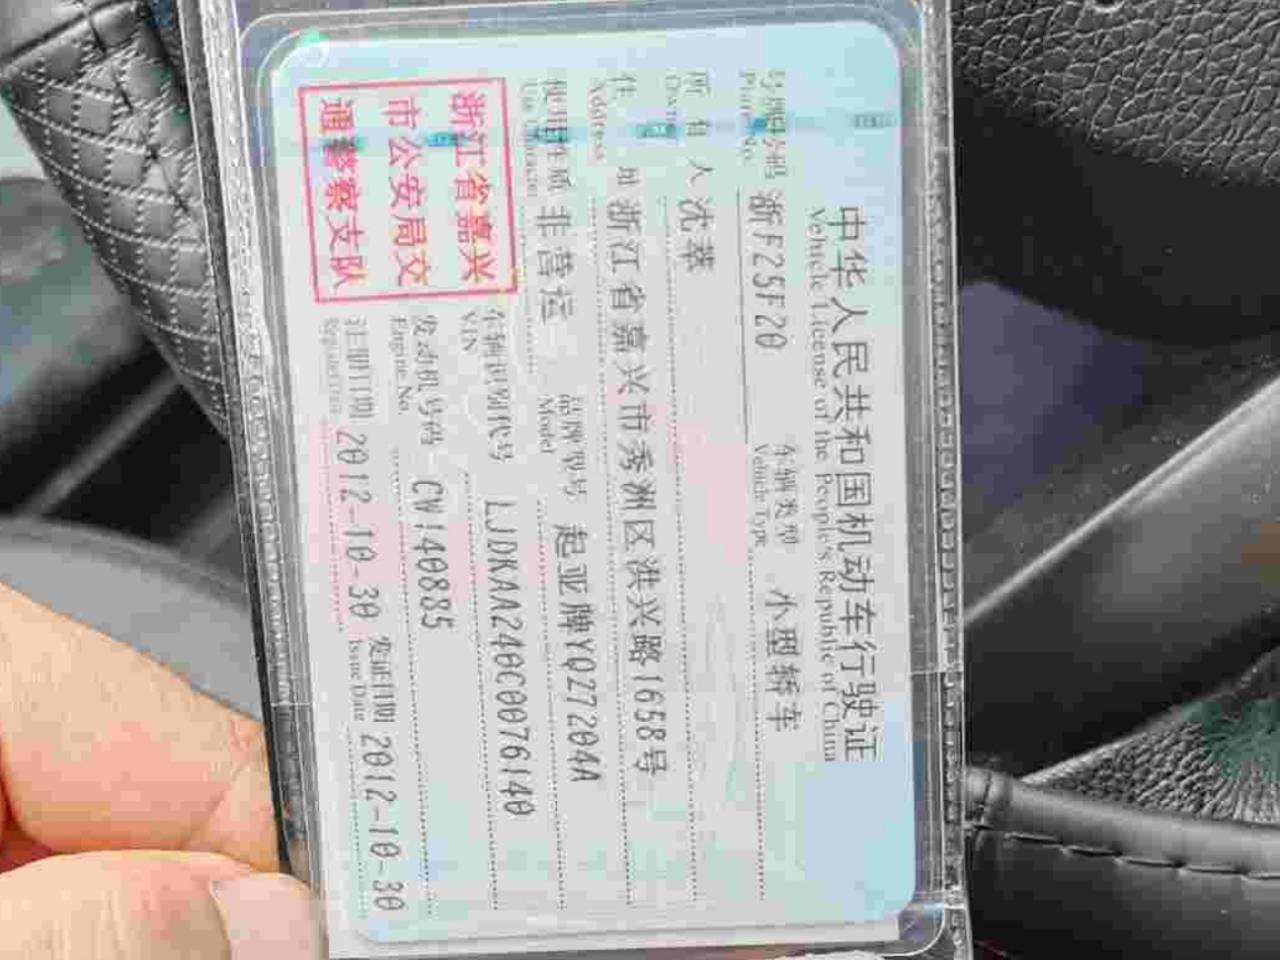 中华人民共和国机动车行驶证
Vehicle License of the People's Republic of China
号牌号码 浙F25F20 车辆类型 小型轿车
Plate No. Vehicle Type
所有人 沈蕻
Owner
住址 浙江省嘉兴市秀洲区洪兴路1658号
Address
使用性质 非营运 品牌型号 起亚牌YQZ7204A
Use Character Model
浙江省嘉兴
市公安局交
通警察支队
车辆识别代号 LJDKAA240C0076140
VIN
发动机号码 CW140885
Engine No.
注册日期 2012-10-30 发证日期 2012-10-30
Register Date Issue Date